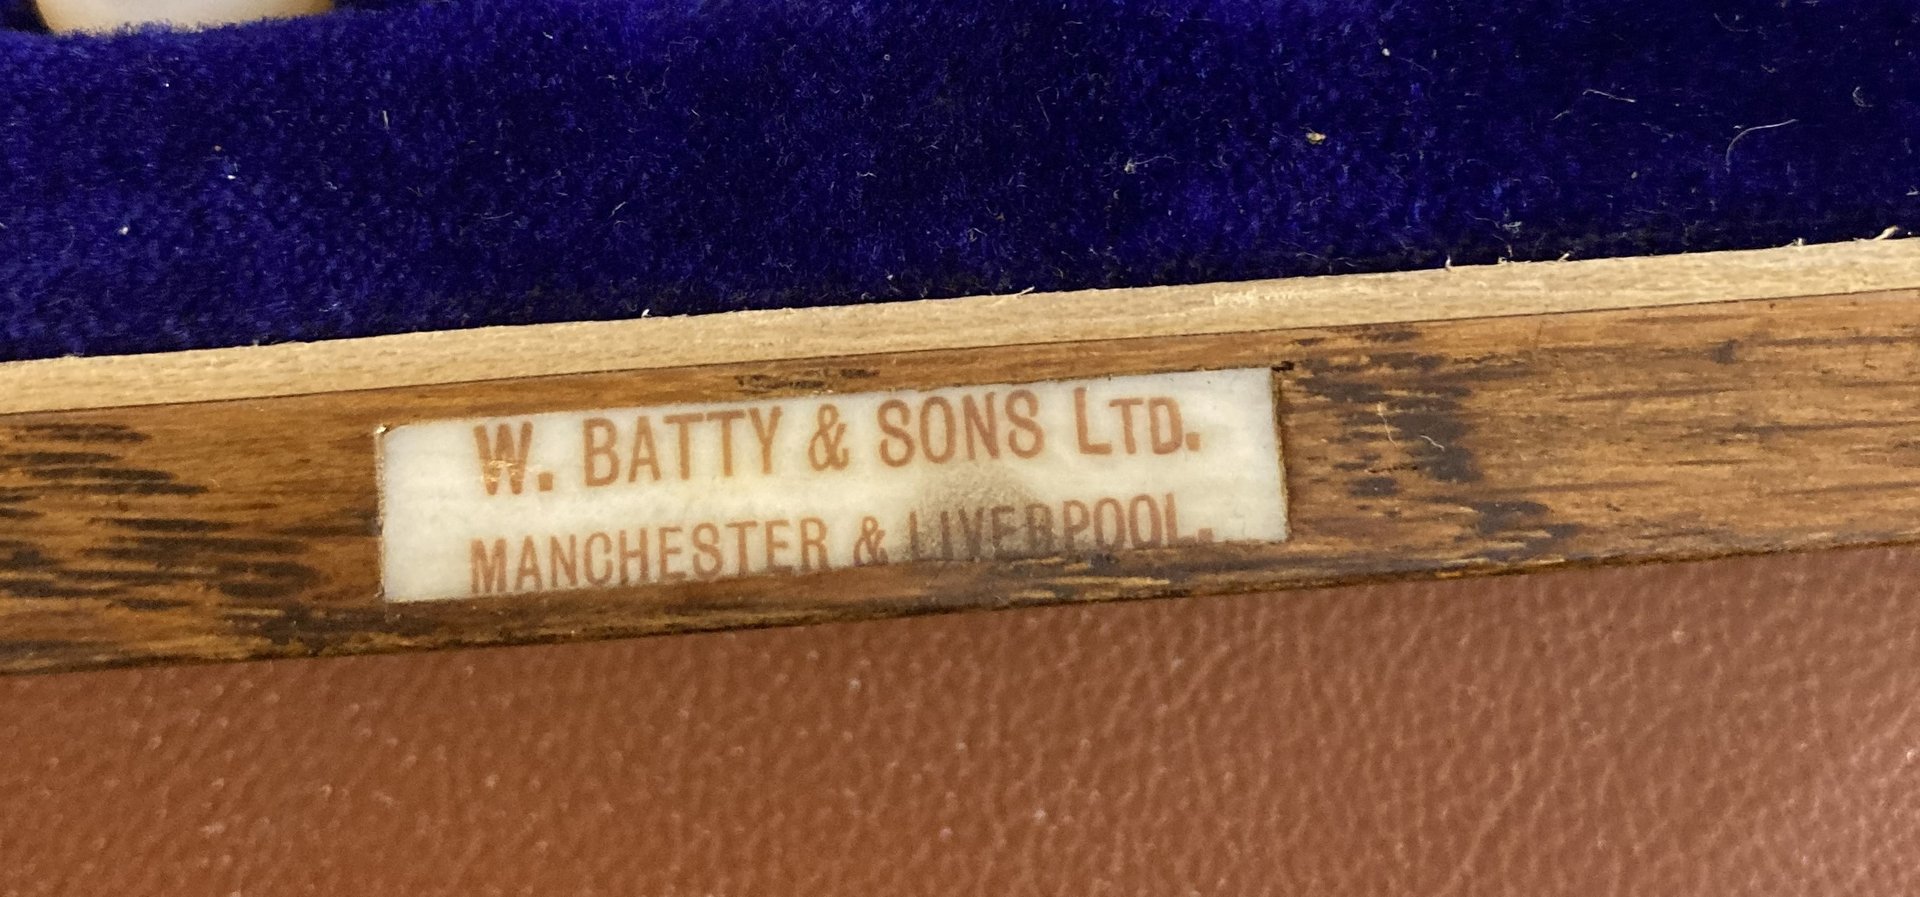 W. BATTY & SONS LTD.
MANCHESTER & LIVERPOOL.